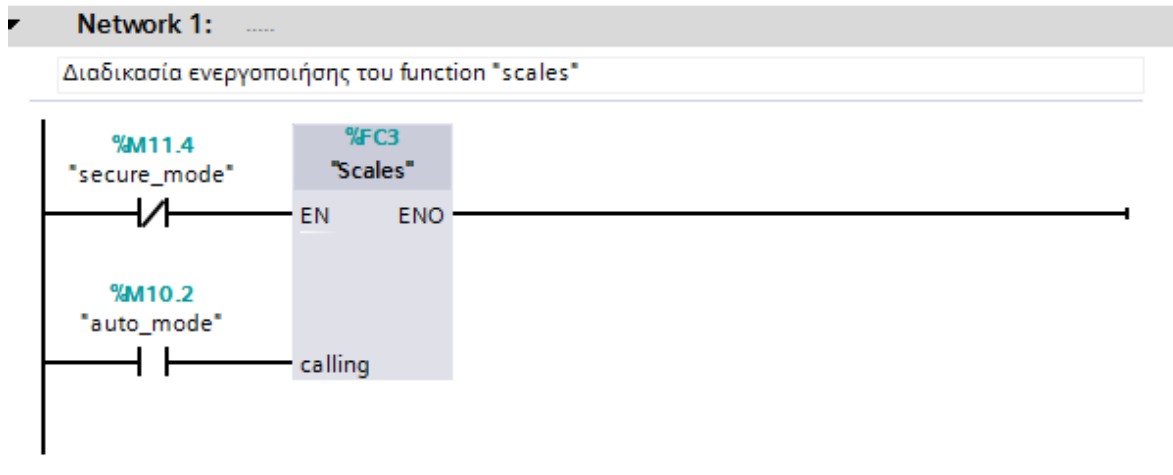 Network 1: .....
Διαδικασία ενεργοποιήσης του function "scales"
%M11.4
"secure_mode"
%FC3
"Scales"
EN ENO
%M10.2
"auto_mode"
calling